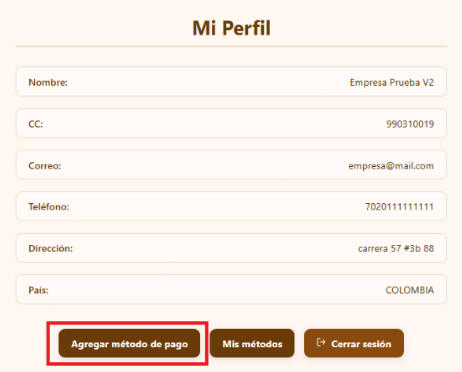 Mi Perfil
Nombre: Empresa Prueba V2
CC: 990310019
Correo: empresa@mail.com
Teléfono: 7020111111111
Dirección: carrera 57 #3b 88
País: COLOMBIA
Agregar método de pago Mis métodos Cerrar sesión